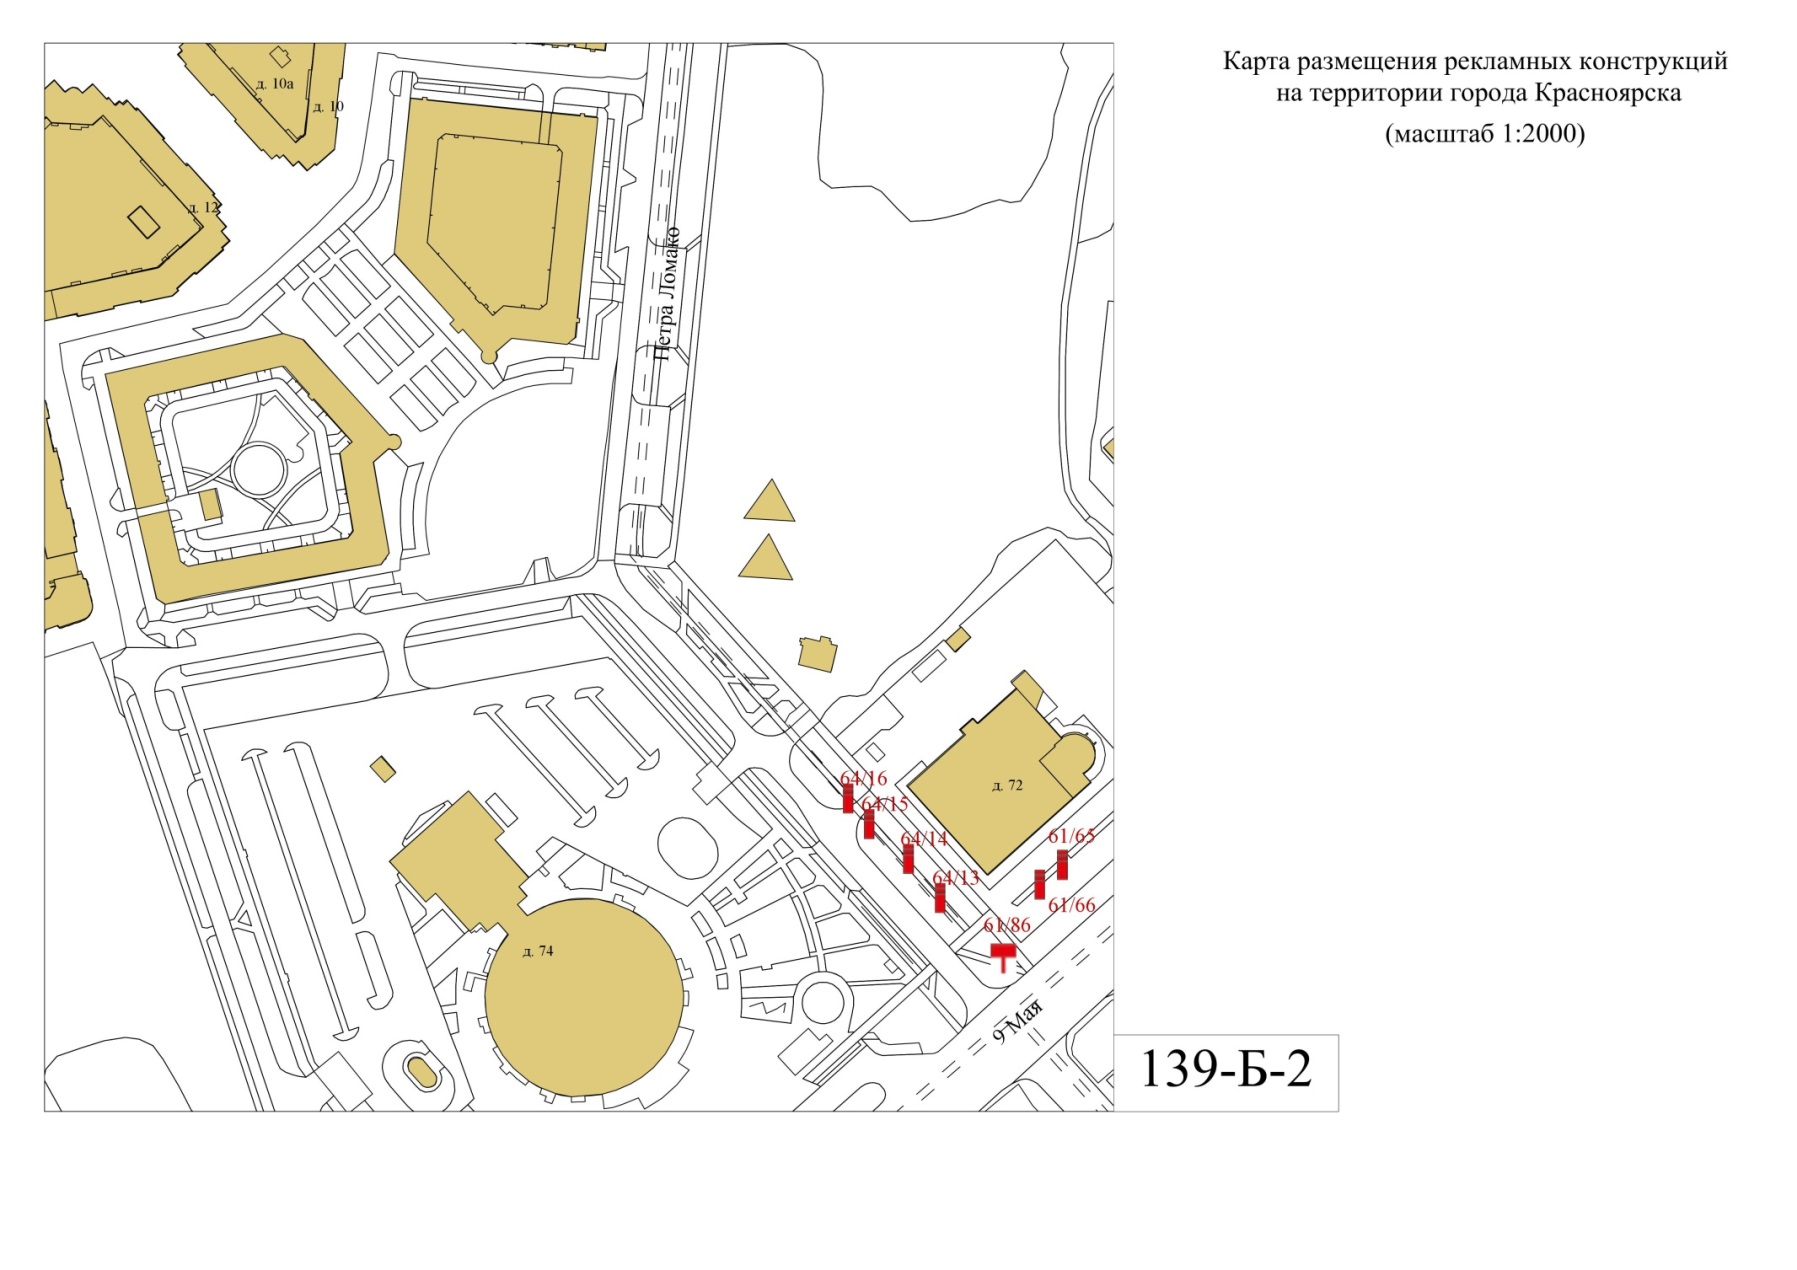 Карта размещения рекламных конструкций
на территории города Красноярска
(масштаб 1:2000)
д. 10а
д. 10
д. 12
Петра Ломако
64/16
64/15
64/14
64/13
д. 72
61/65
61/66
61/86
д. 74
9 Мая
139-Б-2